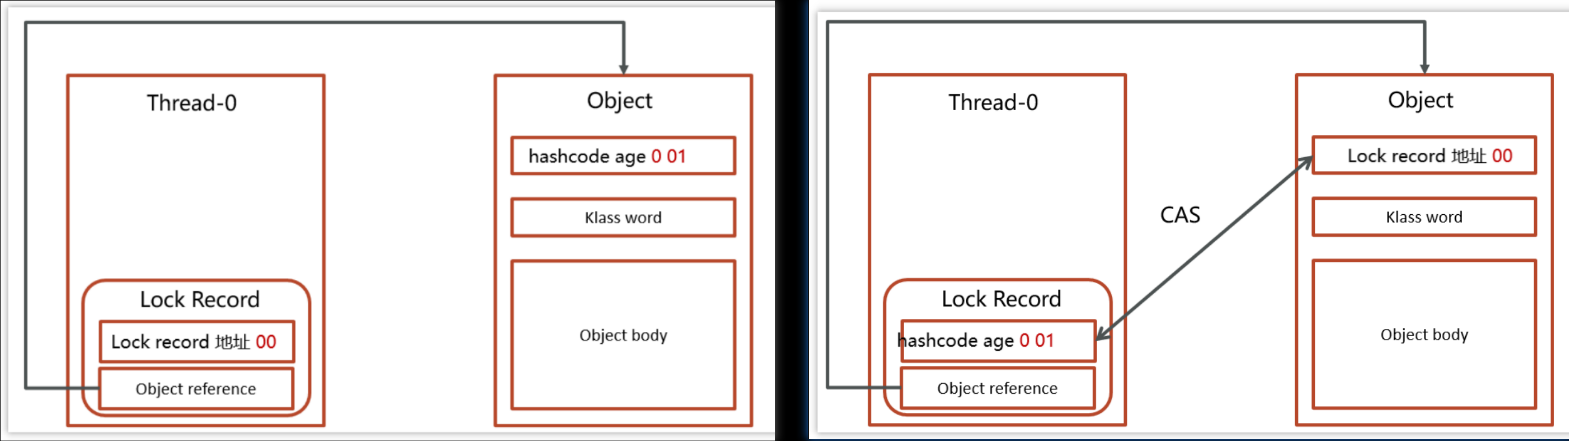 Thread-0
Object
hashcode age 0 01
Klass word
Lock Record
Lock record 地址 00
Object body
Object reference
Thread-0
Object
Lock record 地址 00
CAS
Klass word
Lock Record
hashcode age 0 01
Object body
Object reference